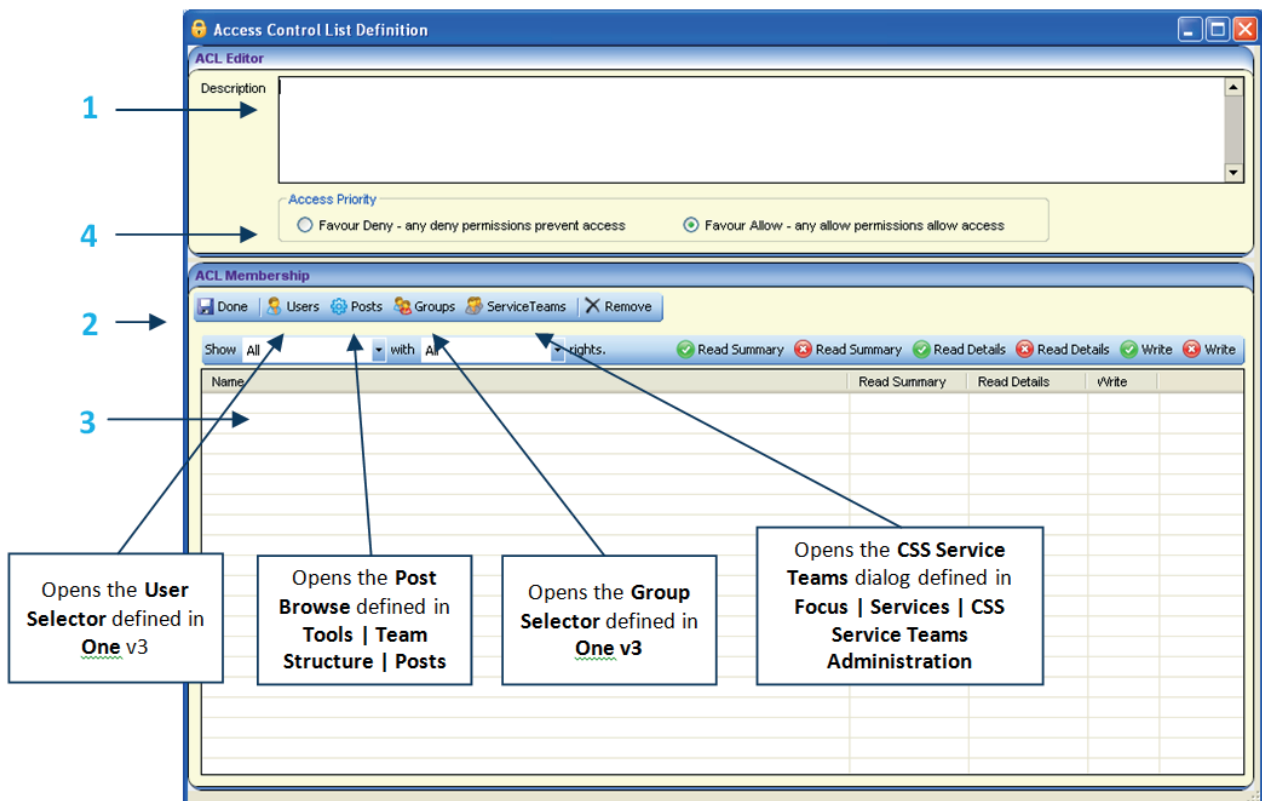 Access Control List Definition
ACL Editor
Description
1
Access Priority
4
Favour Deny - any deny permissions prevent access
Favour Allow - any allow permissions allow access
ACL Membership
2
Done Users Posts Groups ServiceTeams Remove
Show All with All rights. Read Summary Read Summary Read Details Read Details Write Write
Name Read Summary Read Details Write
3
Opens the User
Selector defined in
One v3
Opens the Post
Browse defined in
Tools | Team
Structure | Posts
Opens the Group
Selector defined in
One v3
Opens the CSS Service
Teams dialog defined in
Focus | Services | CSS
Service Teams
Administration